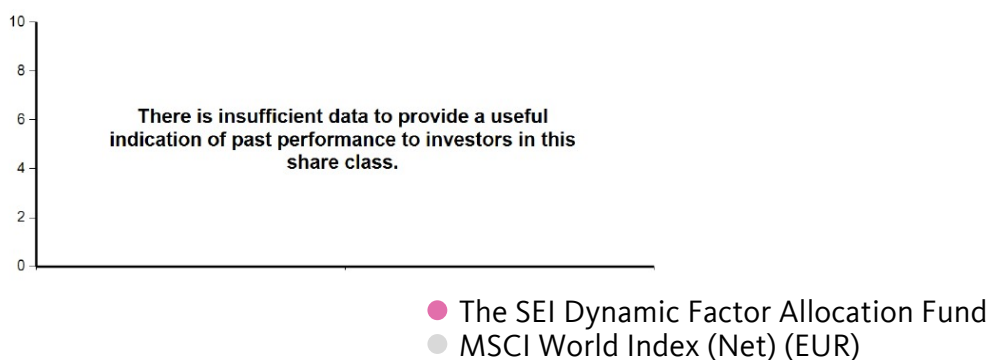 10
8
6
4
2
0
There is insufficient data to provide a useful
indication of past performance to investors in this
share class.
The SEI Dynamic Factor Allocation Fund
MSCI World Index (Net) (EUR)